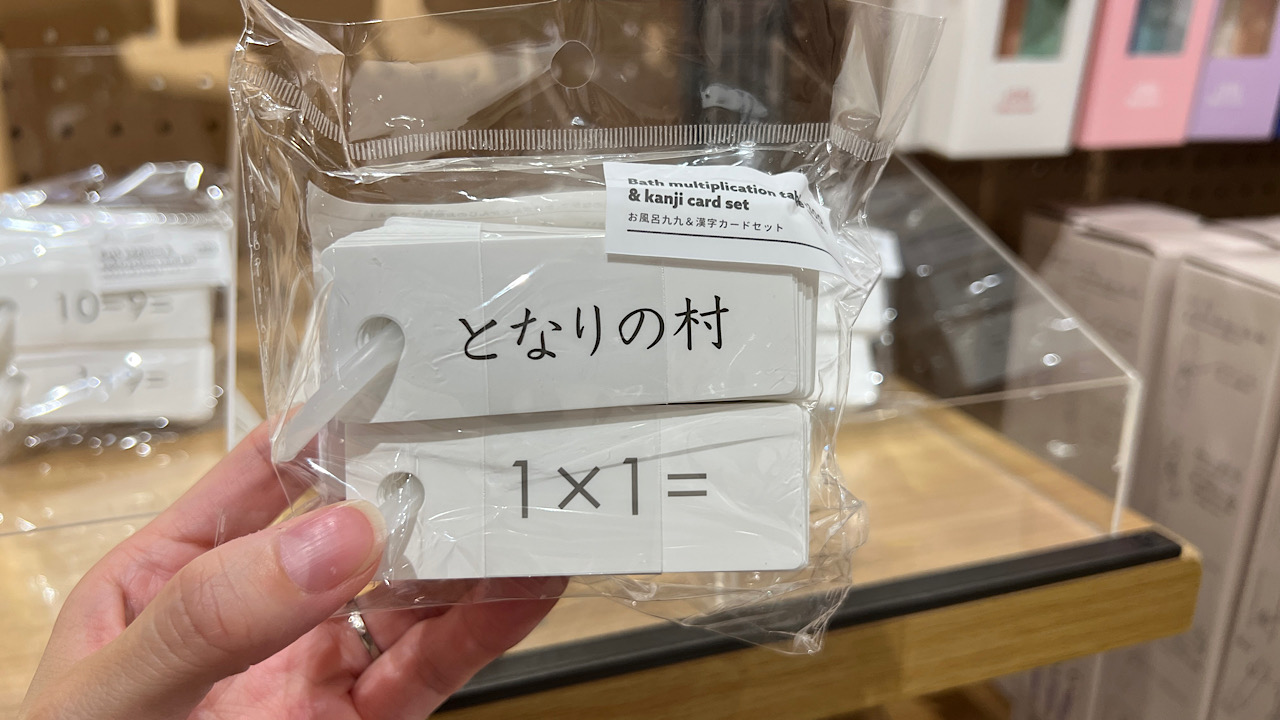 Bath multiplication
& kanji card set
お風呂九九&漢字カードセット
となりの村
1×1=
10-9=